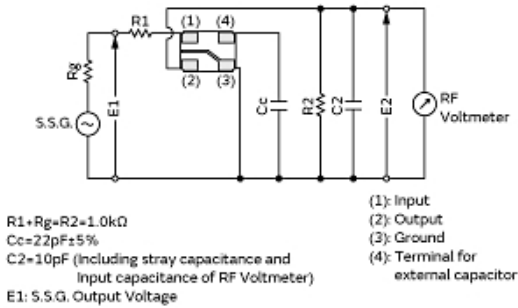 R1
(1)
(4)
Rg
E1
(2)
(3)
S.S.G.
Cc
R2
C2
E2
RF
Voltmeter
R1+Rg=R2=1.0kΩ
Cc=22pF±5%
C2=10pF (Including stray capacitance and
Input capacitance of RF Voltmeter)
E1: S.S.G. Output Voltage
(1): Input
(2): Output
(3): Ground
(4): Terminal for
external capacitor